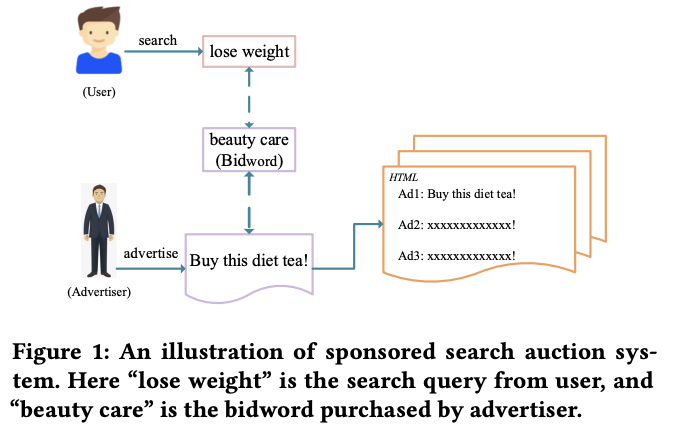 search
lose weight
(User)
beauty care
(Bidword)
HTML
Ad1: Buy this diet tea!
Ad2: xxxxxxxxxxxxx!
Ad3: xxxxxxxxxxxxx!
advertise
Buy this diet tea!
(Advertiser)
Figure 1: An illustration of sponsored search auction sys-
tem. Here “lose weight” is the search query from user, and
“beauty care” is the bidword purchased by advertiser.